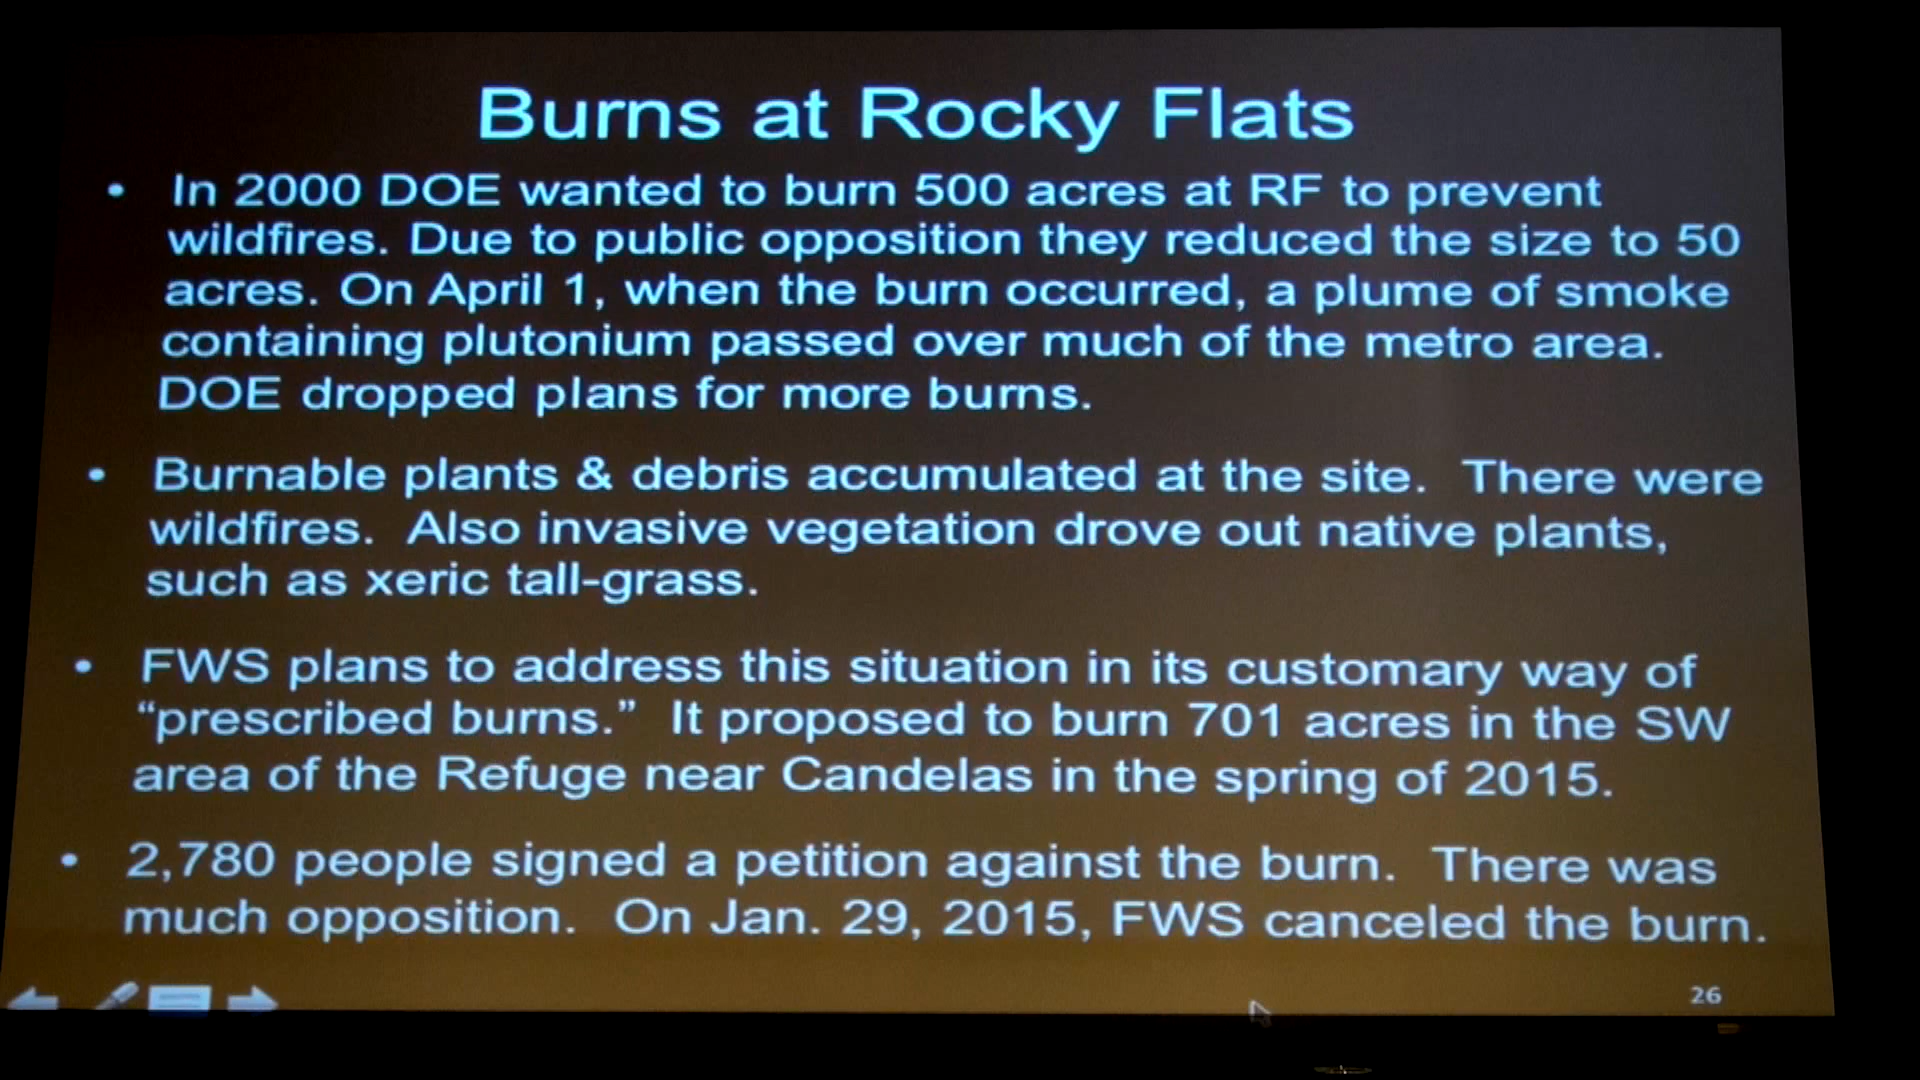 Burns at Rocky Flats
• In 2000 DOE wanted to burn 500 acres at RF to prevent
wildfires. Due to public opposition they reduced the size to 50
acres. On April 1, when the burn occurred, a plume of smoke
containing plutonium passed over much of the metro area.
DOE dropped plans for more burns.
• Burnable plants & debris accumulated at the site. There were
wildfires. Also invasive vegetation drove out native plants,
such as xeric tall-grass.
• FWS plans to address this situation in its customary way of
“prescribed burns.” It proposed to burn 701 acres in the SW
area of the Refuge near Candelas in the spring of 2015.
• 2,780 people signed a petition against the burn. There was
much opposition. On Jan. 29, 2015, FWS canceled the burn.
26